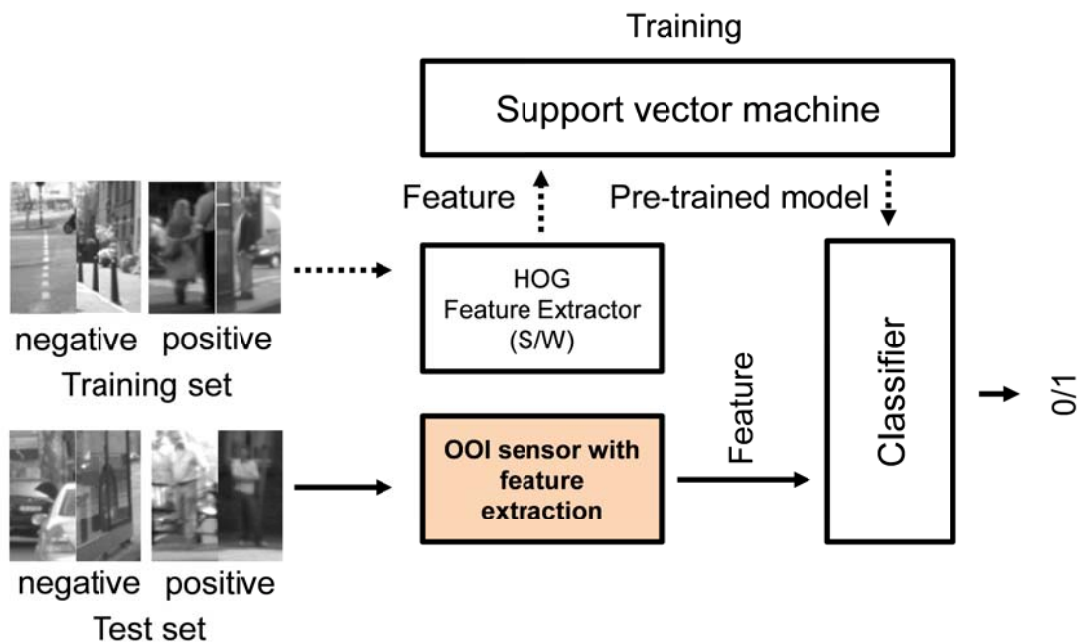 Training
Support vector machine
Feature
Pre-trained model
HOG
Feature Extractor
(S/W)
negative
positive
Training set
OOI sensor with
feature
extraction
Feature
Classifier
0/1
negative
positive
Test set